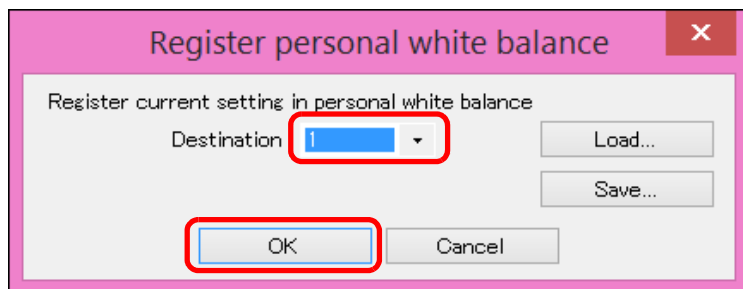 Register personal white balance
Register current setting in personal white balance
Destination 1 Load...
Save...
OK Cancel